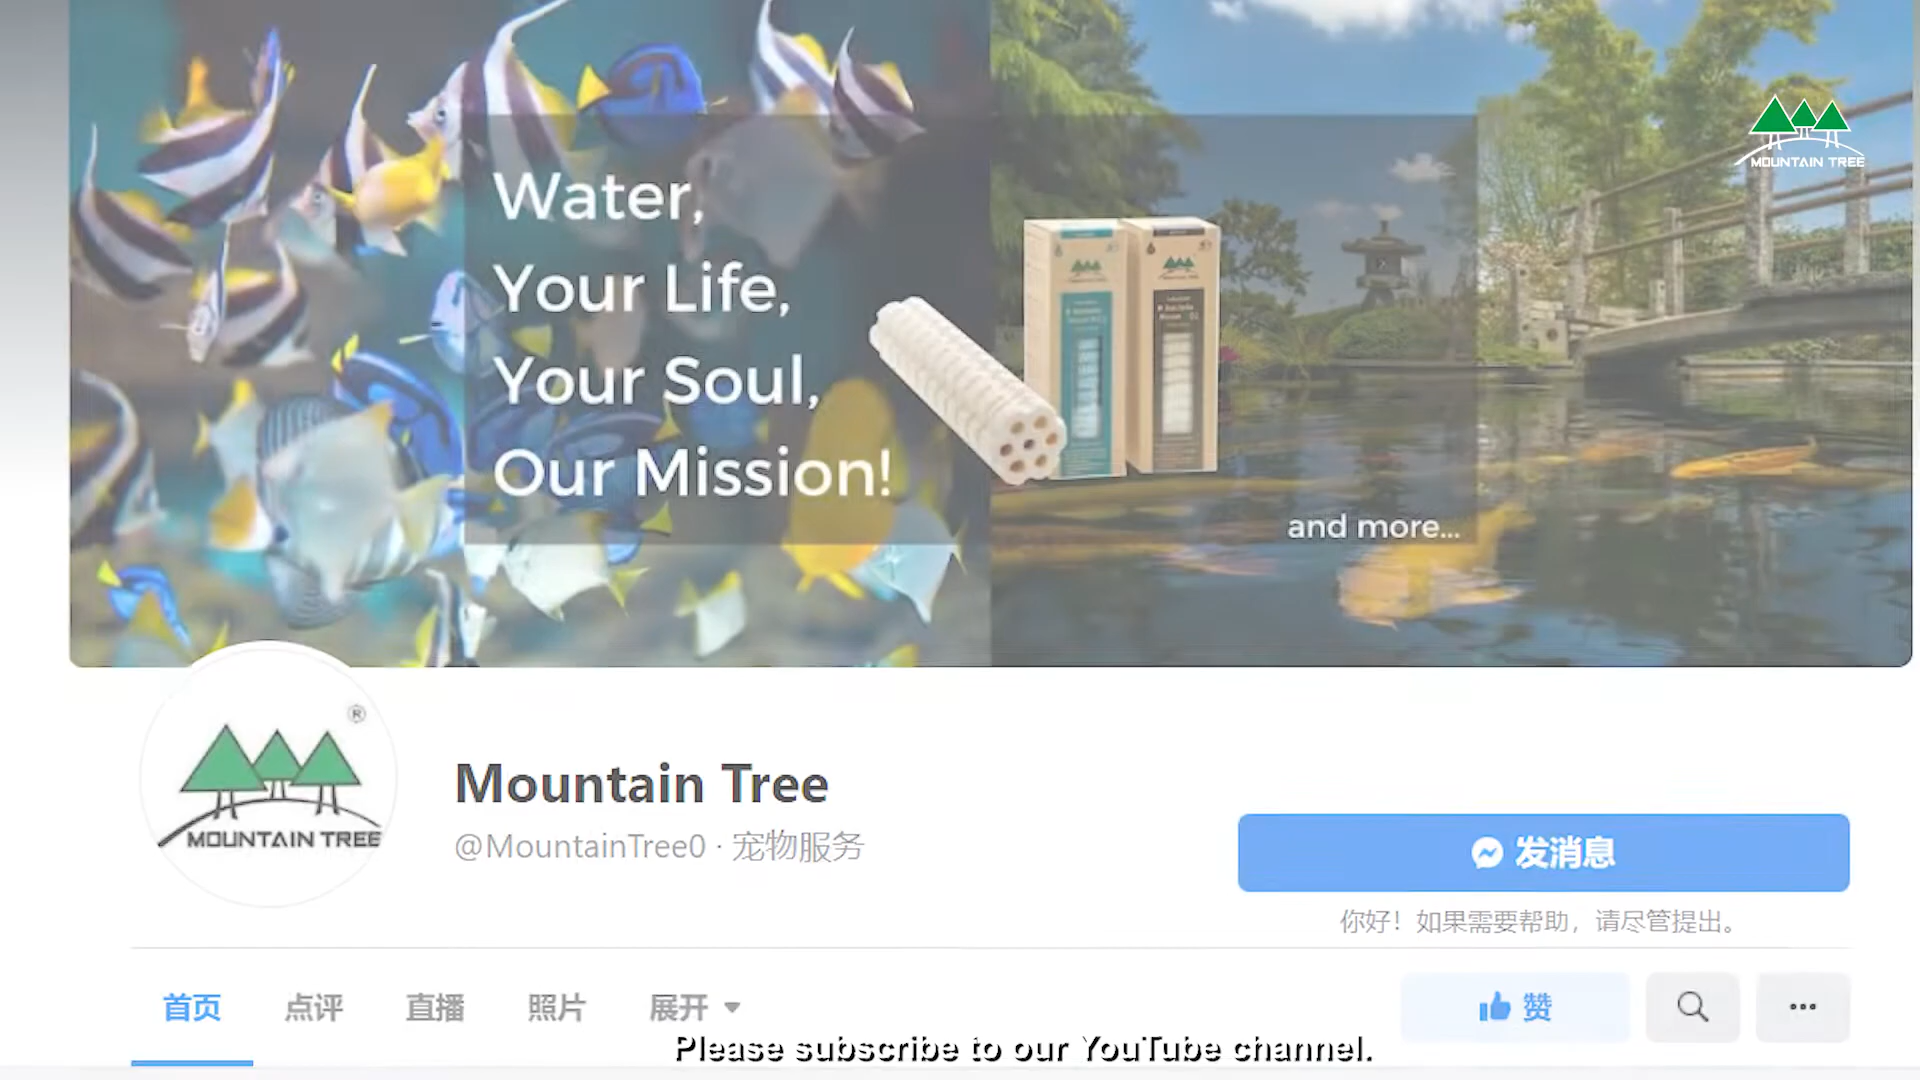 Water,
Your Life,
Your Soul,
Our Mission!
and more...
MOUNTAIN TREE
®
MOUNTAIN TREE
Mountain Tree
@MountainTree0 · 宠物服务
发消息
你好！如果需要帮助，请尽管提出。
首页 点评 直播 照片 展开
赞
Please subscribe to our YouTube channel.